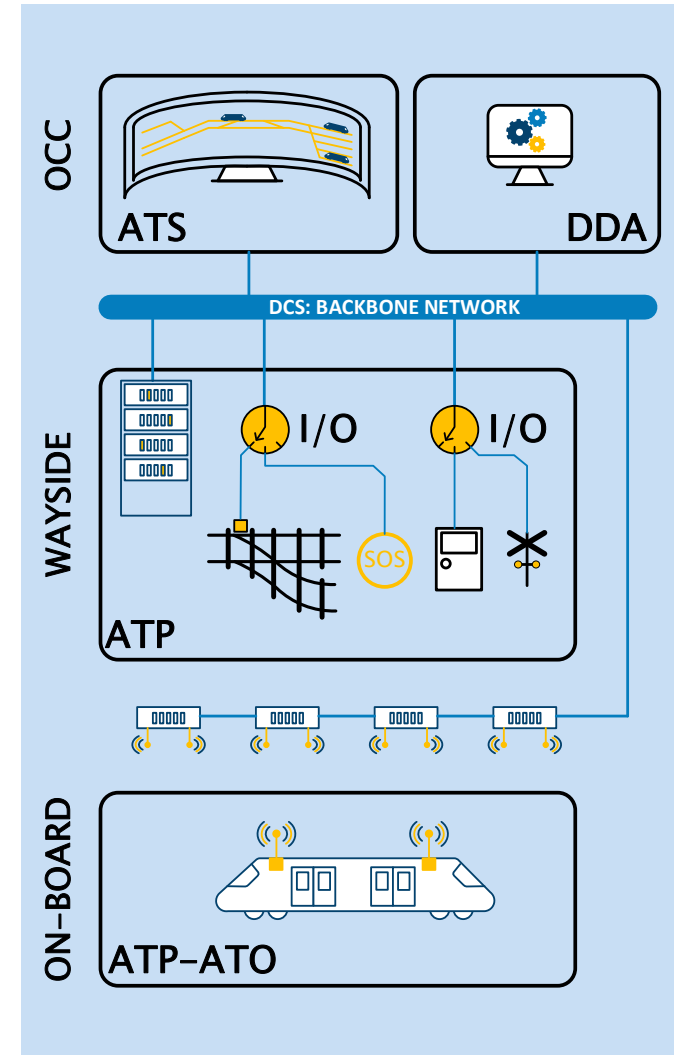 OCC
ATS
DDA
DCS: BACKBONE NETWORK
WAYSIDE
I/O
I/O
SOS
ATP
ON-BOARD
ATP-ATO